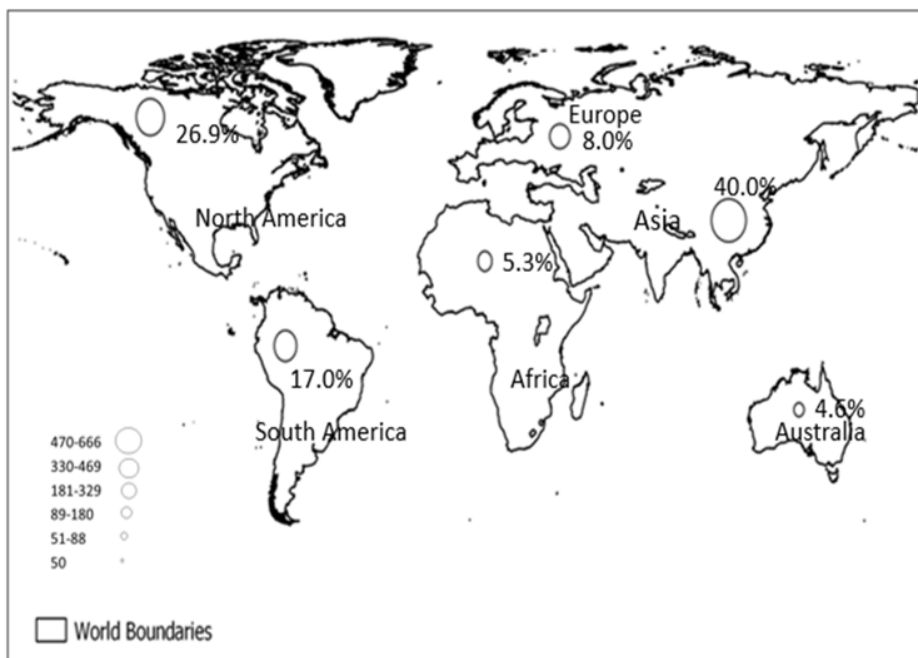 Europe
26.9%
8.0%
40.0%
North America
Asia
5.3%
17.0%
Africa
4.6%
South America
Australia
470-666
330-469
181-329
89-180
51-88
50
World Boundaries